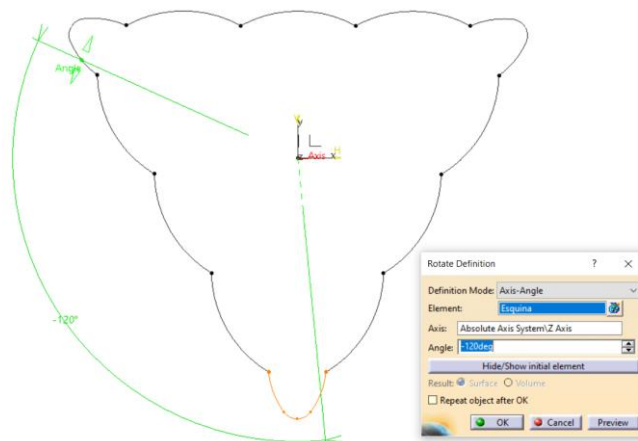 Angle
y
Axis
x
H
z
-120°
Rotate Definition
? X
Definition Mode: Axis-Angle
Element: Esquina
Axis: Absolute Axis System\Z Axis
Angle: -120deg
Hide/Show initial element
Result: Surface Volume
Repeat object after OK
OK Cancel Preview